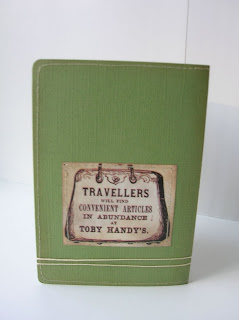 TRAVELLERS
WILL FIND
CONVENIENT ARTICLES
IN ABUNDANCE
AT
TOBY HANDY'S.